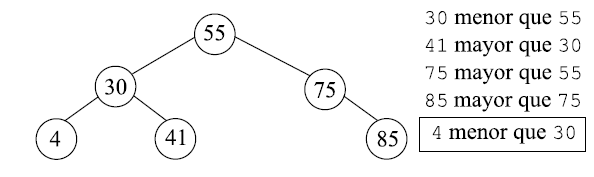 55
30 75
4 41 85
30 menor que 55
41 mayor que 30
75 mayor que 55
85 mayor que 75
4 menor que 30